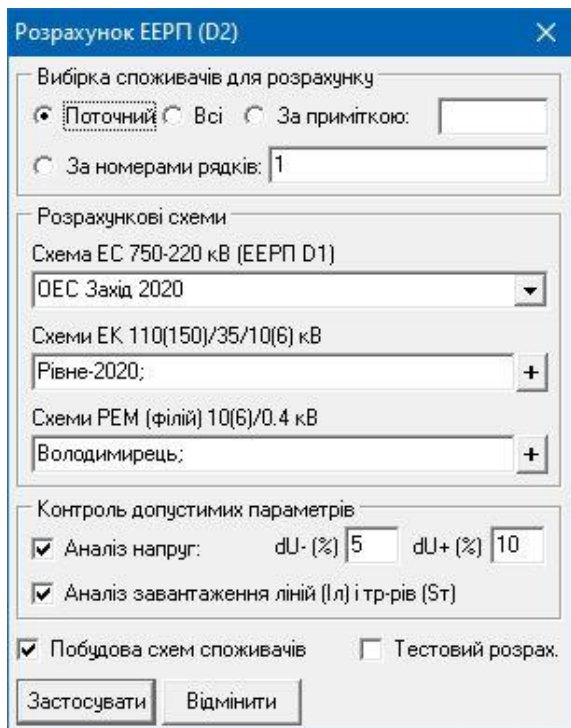 Розрахунок ЕЕРП (D2)
Вибірка споживачів для розрахунку
Поточний Всі За приміткою:
За номерами рядків: 1
Розрахункові схеми
Схема ЕС 750-220 кВ (ЕЕРП D1)
ОЕС Захід 2020
Схеми ЕК 110(150)/35/10(6) кВ
Рівне-2020;
+
Схеми РЕМ (філій) 10(6)/0.4 кВ
Володимирець;
+
Контроль допустимих параметрів
Аналіз напруг: dU- (%) 5 dU+ (%) 10
Аналіз завантаження ліній (Iл) і тр-рів (Sт)
Побудова схем споживачів Тестовий розрах.
Застосувати Відмінити